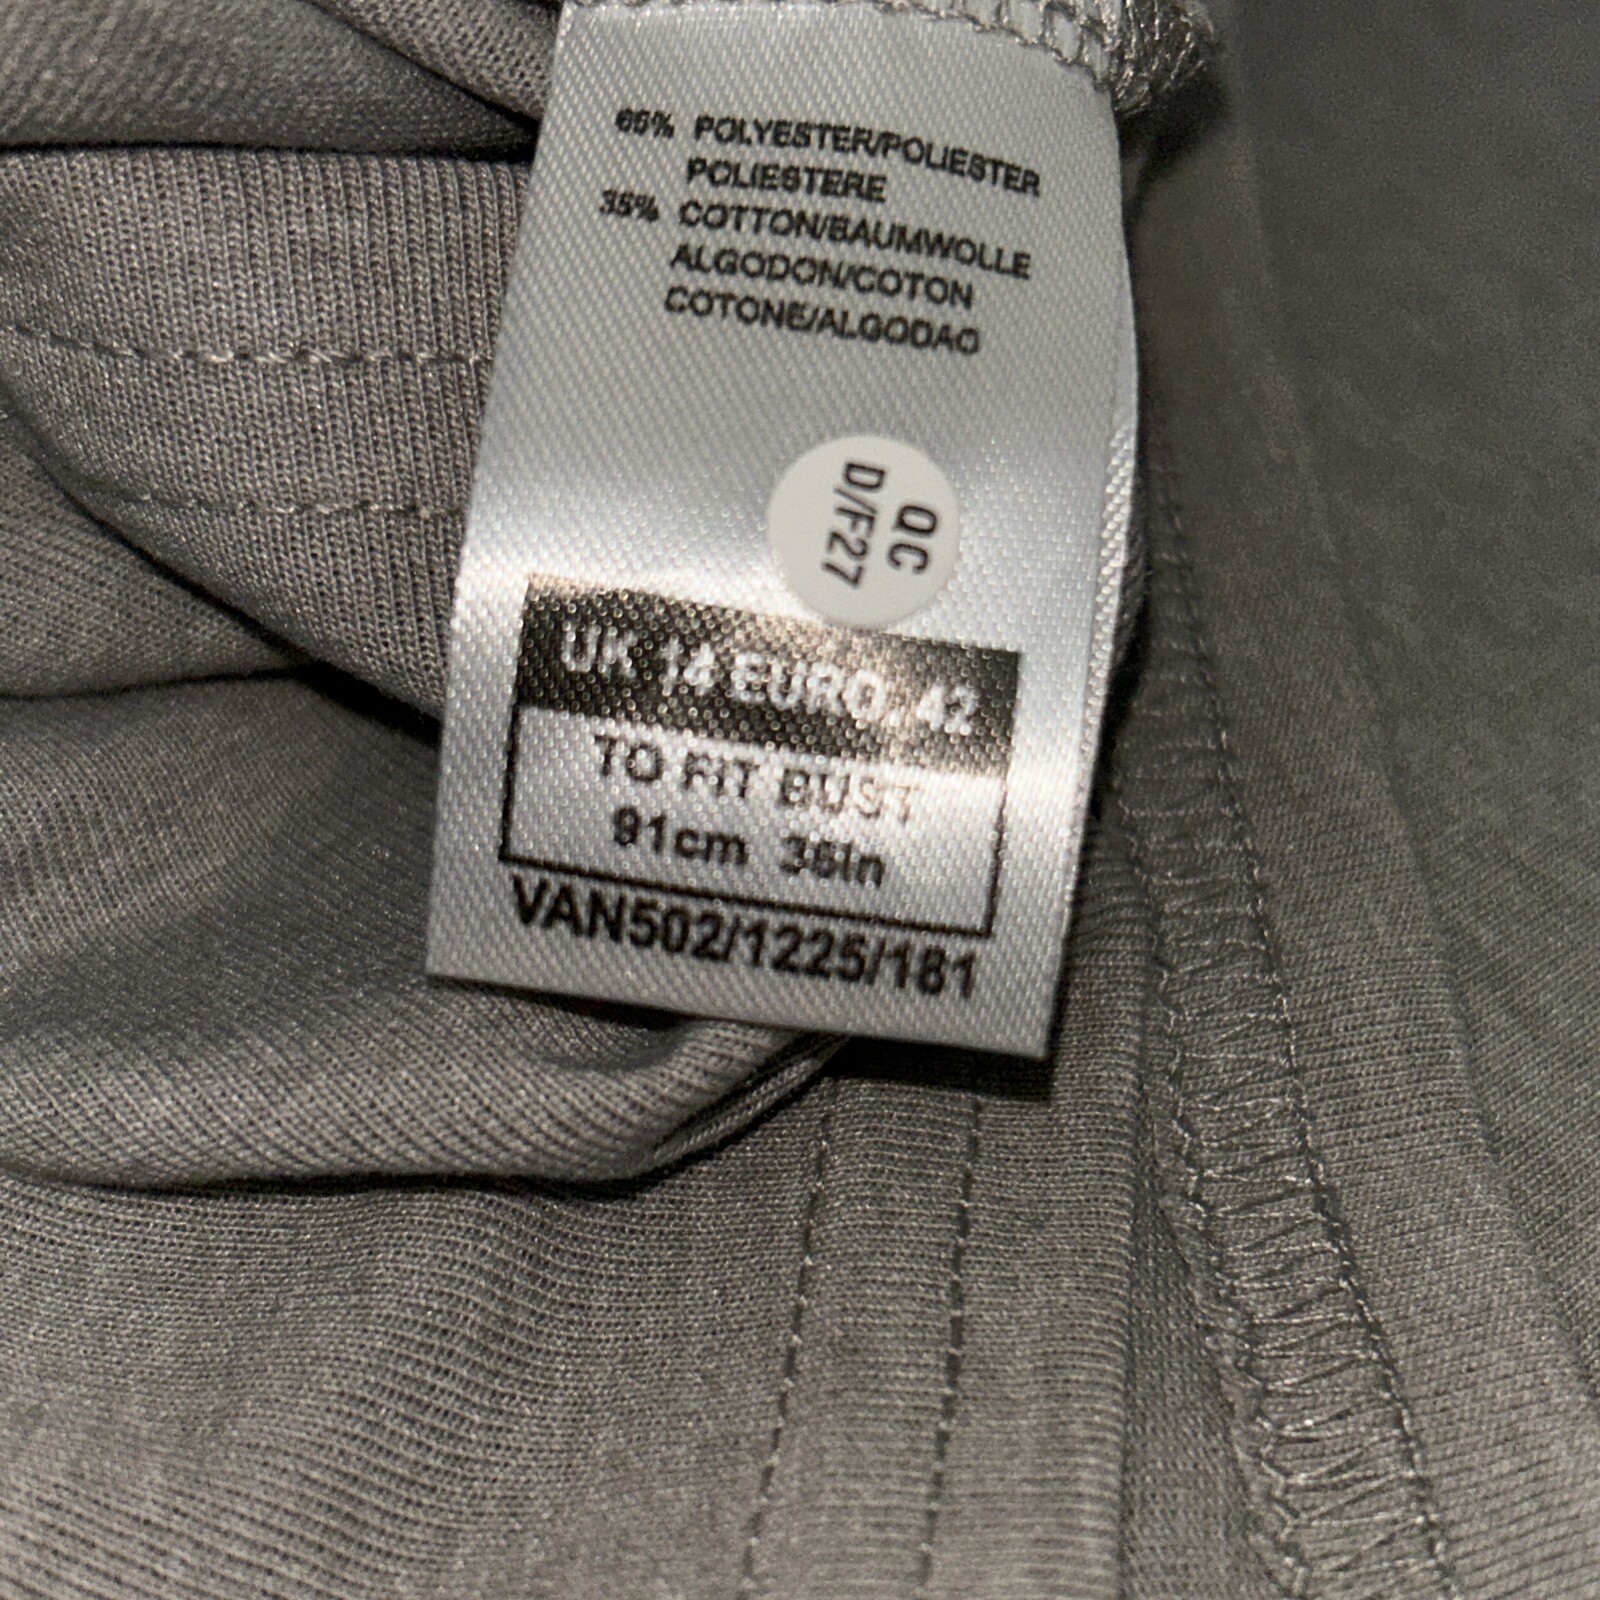 65% POLYESTER/POLIESTER
POLIESTERE
35% COTTON/BAUMWOLLE
ALGODON/COTON
COTONE/ALGODAO
QC
D/F27
UK 14 EURO. 42
TO FIT BUST
91cm 36in
VAN502/1225/181